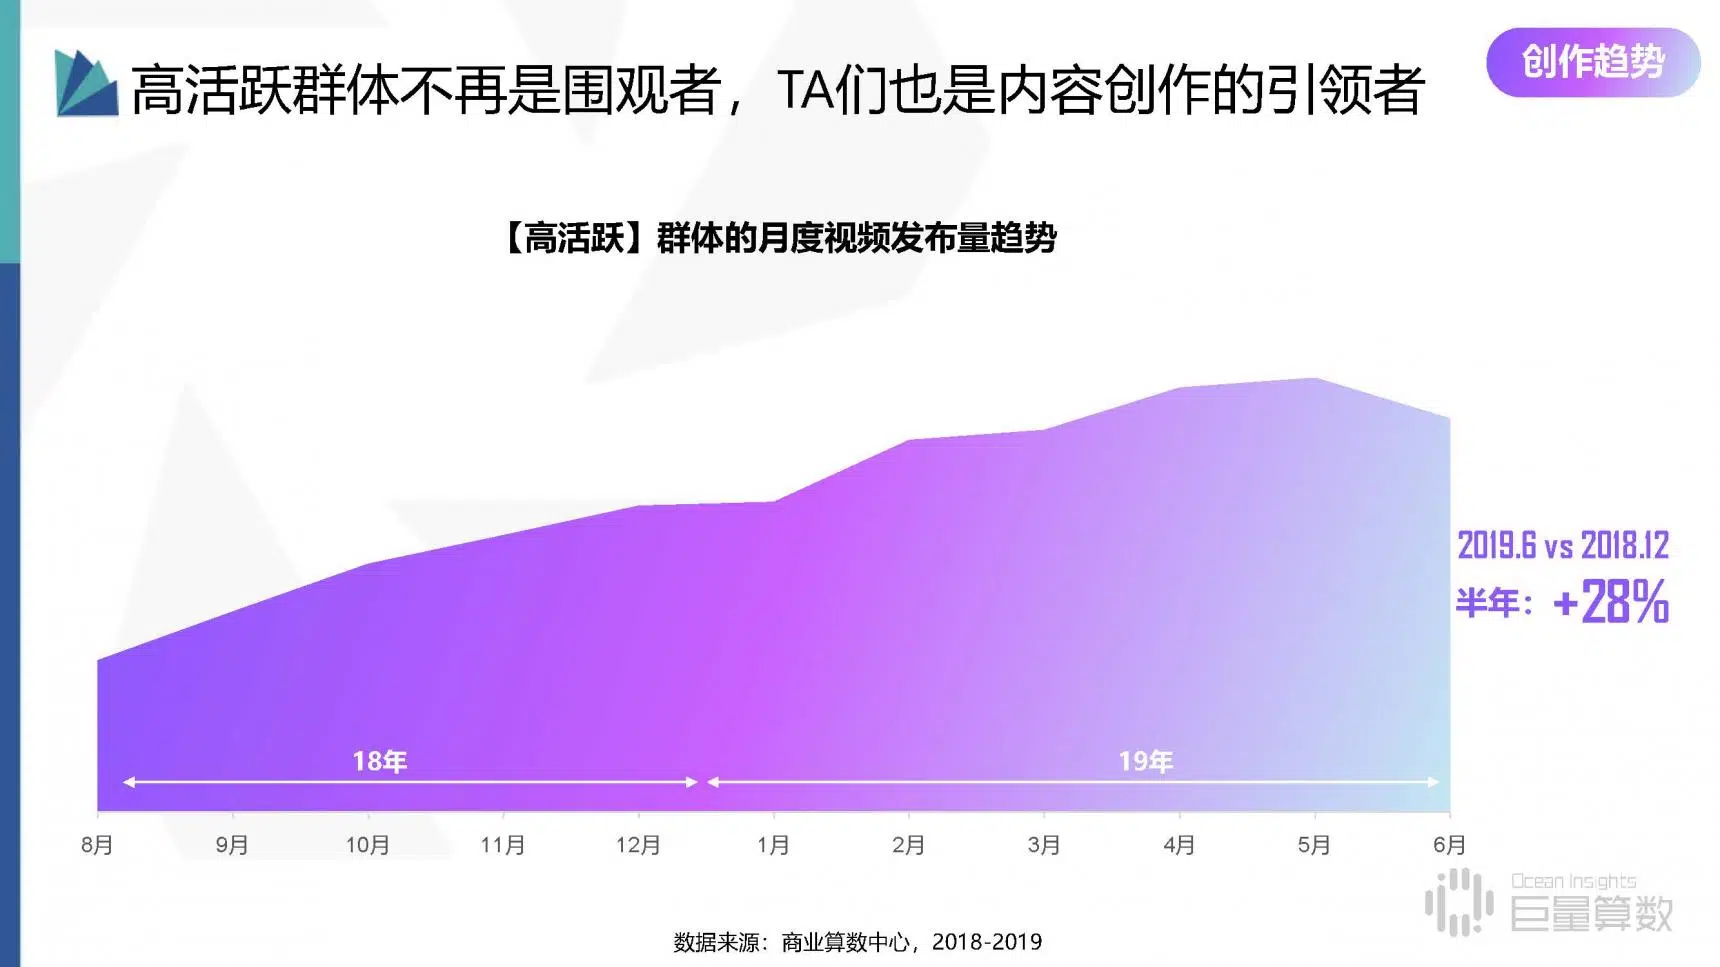 高活跃群体不再是围观者，TA们也是内容创作的引领者
创作趋势
【高活跃】群体的月度视频发布量趋势
2019.6 vs 2018.12
半年：+28%
18年
19年
8月 9月 10月 11月 12月 1月 2月 3月 4月 5月 6月
Ocean Insights
巨量算数
数据来源：商业算数中心，2018-2019